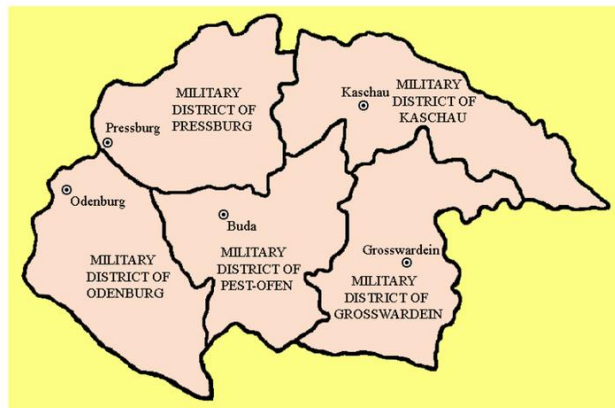 MILITARY
DISTRICT OF
PRESSBURG
Kaschau
MILITARY
DISTRICT OF
KASCHAU
Pressburg
Odenburg
Buda
MILITARY
DISTRICT OF
ODENBURG
MILITARY
DISTRICT OF
PEST-OFEN
Grosswardein
MILITARY
DISTRICT OF
GROSSWARDEIN